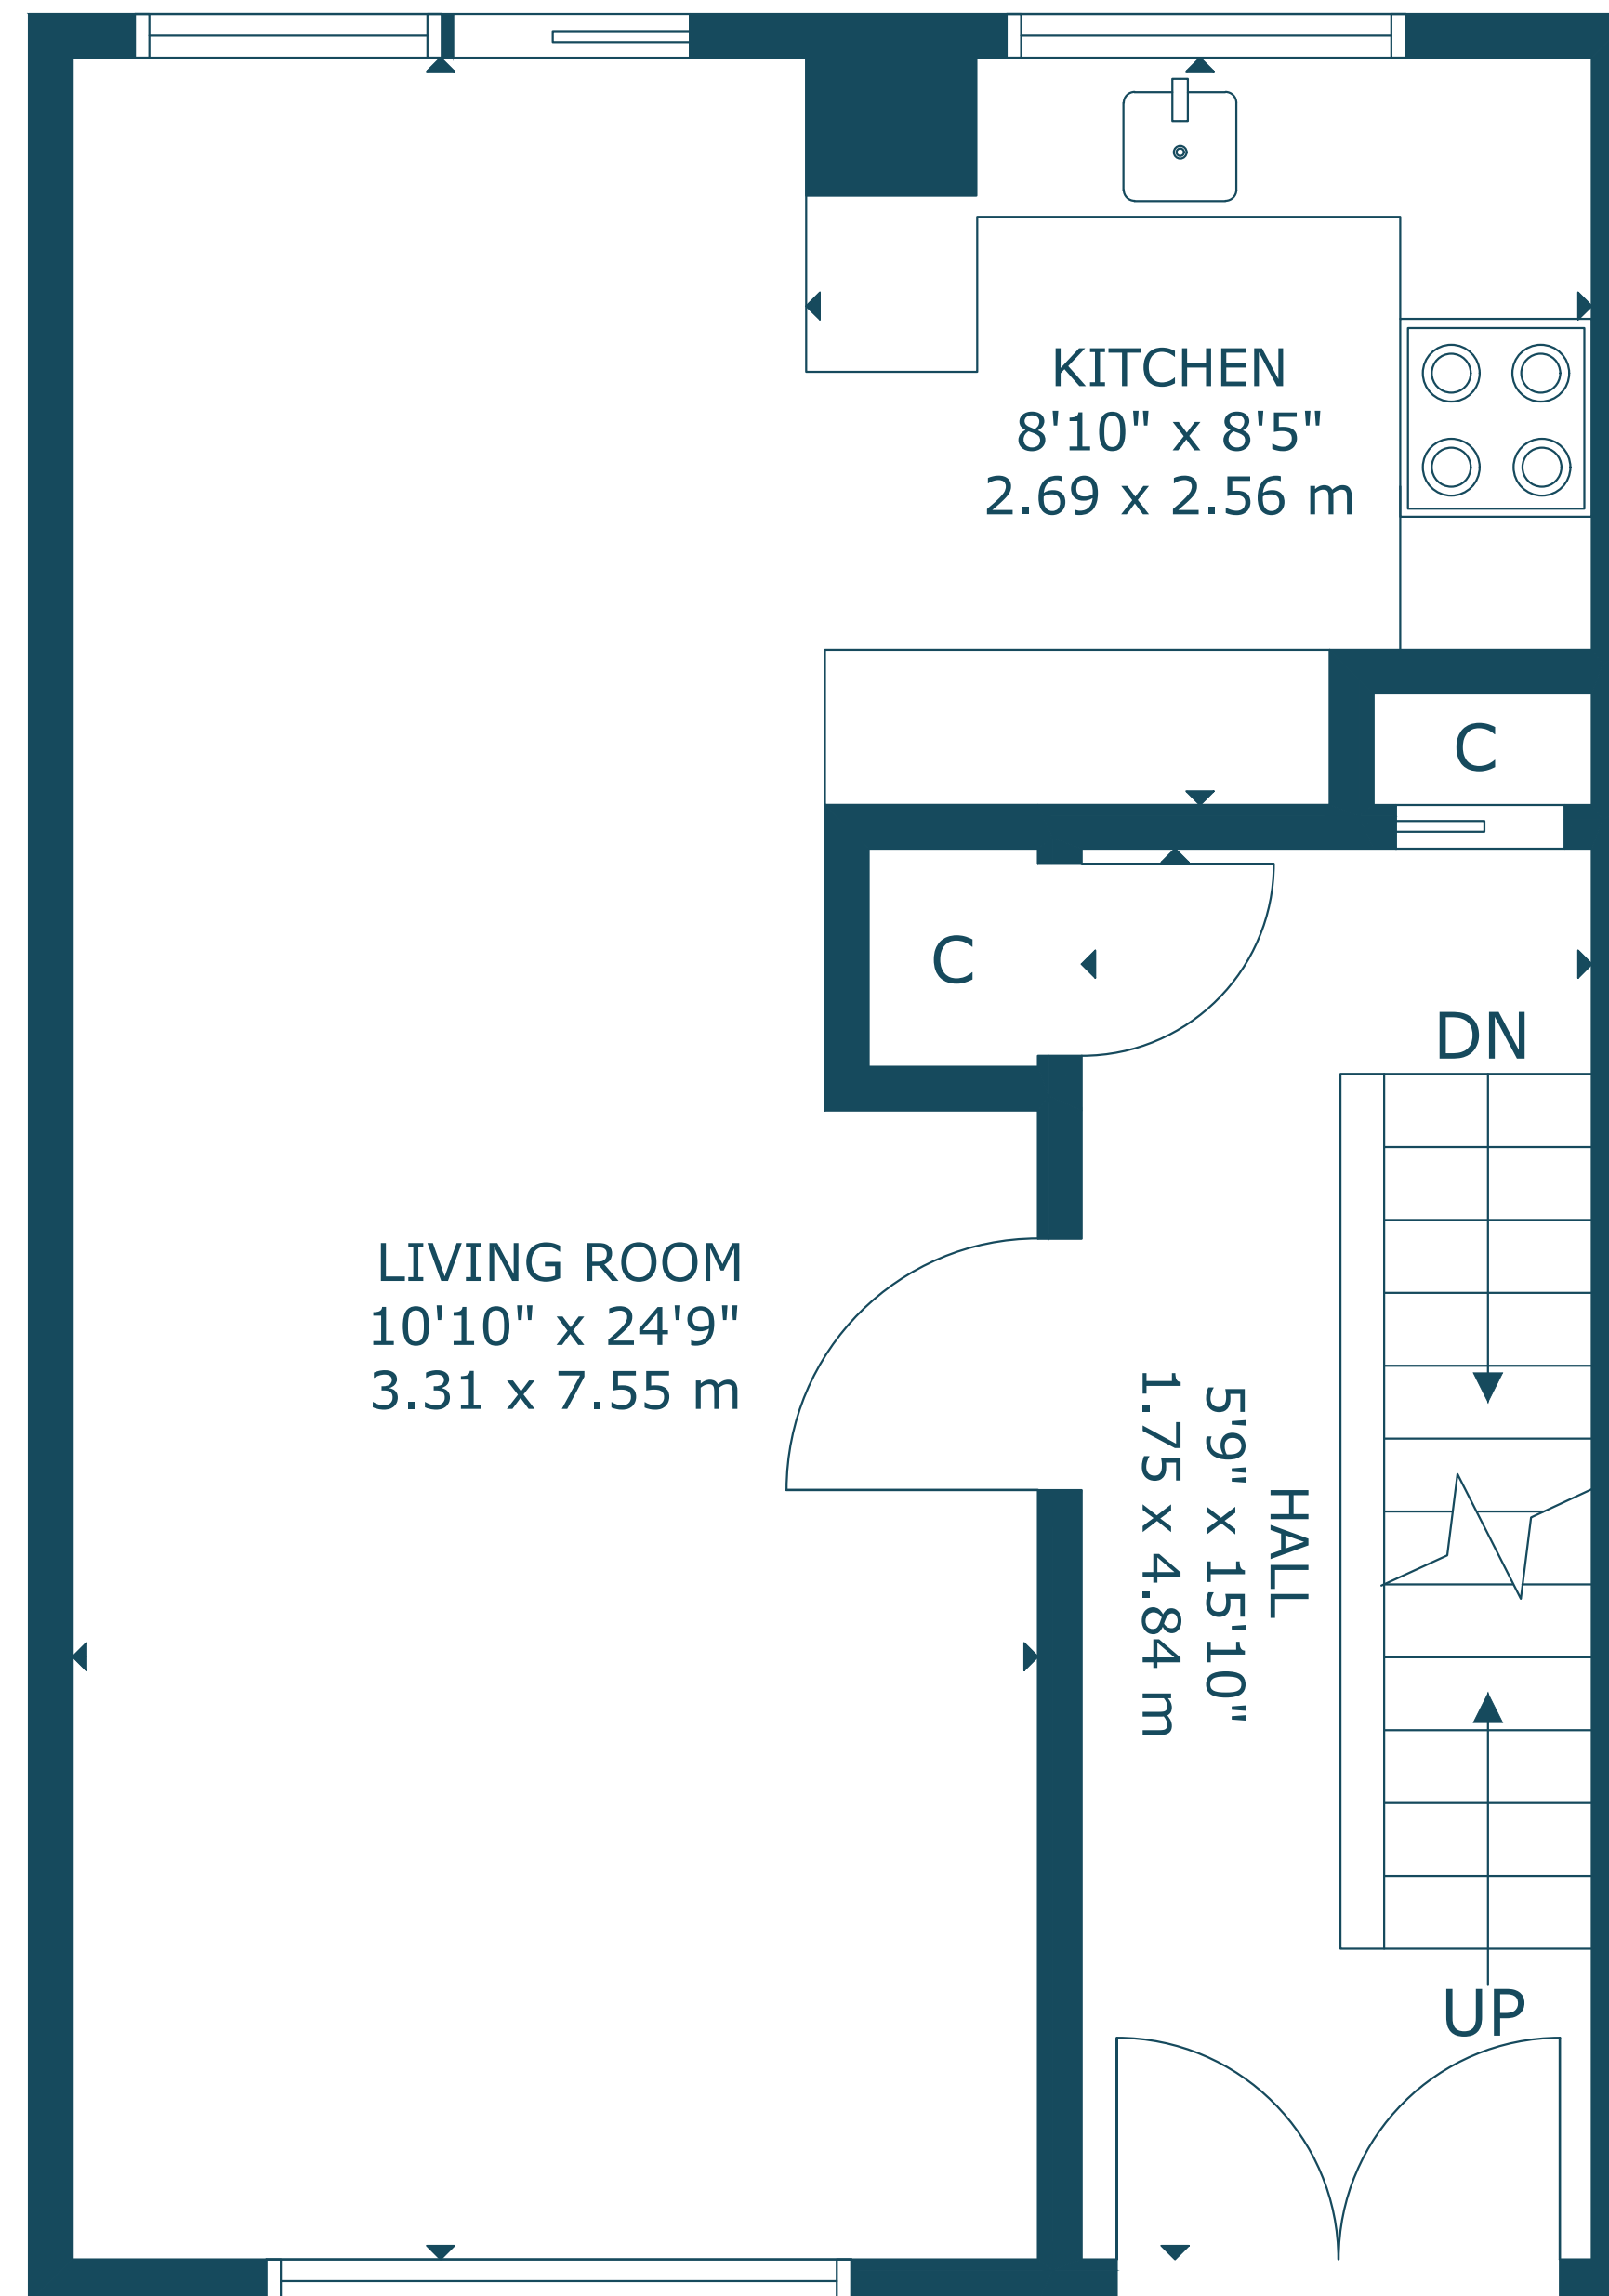 KITCHEN
8'10" x 8'5"
2.69 x 2.56 m
C
C
DN
LIVING ROOM
10'10" x 24'9"
3.31 x 7.55 m
HALL
5'9" x 15'10"
1.75 x 4.84 m
UP